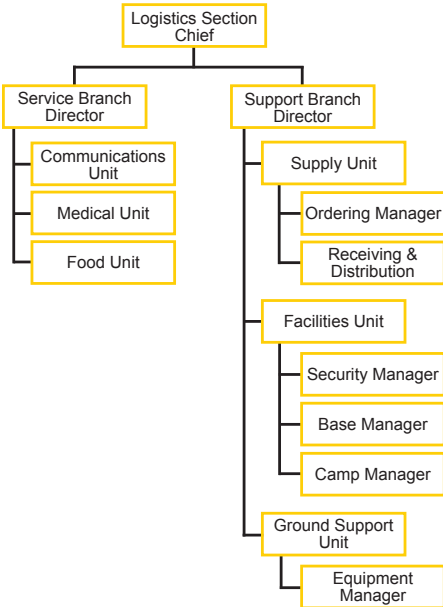 Logistics Section
Chief
Service Branch
Director
Communications
Unit
Medical Unit
Food Unit
Support Branch
Director
Supply Unit
Ordering Manager
Receiving &
Distribution
Facilities Unit
Security Manager
Base Manager
Camp Manager
Ground Support
Unit
Equipment
Manager